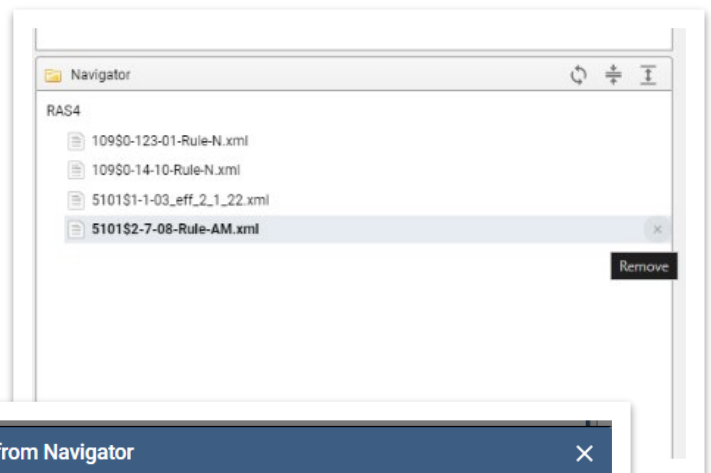 Navigator
RAS4
109$0-123-01-Rule-N.xml
109$0-14-10-Rule-N.xml
5101$1-1-03_eff_2_1_22.xml
5101$2-7-08-Rule-AM.xml
Remove
from Navigator